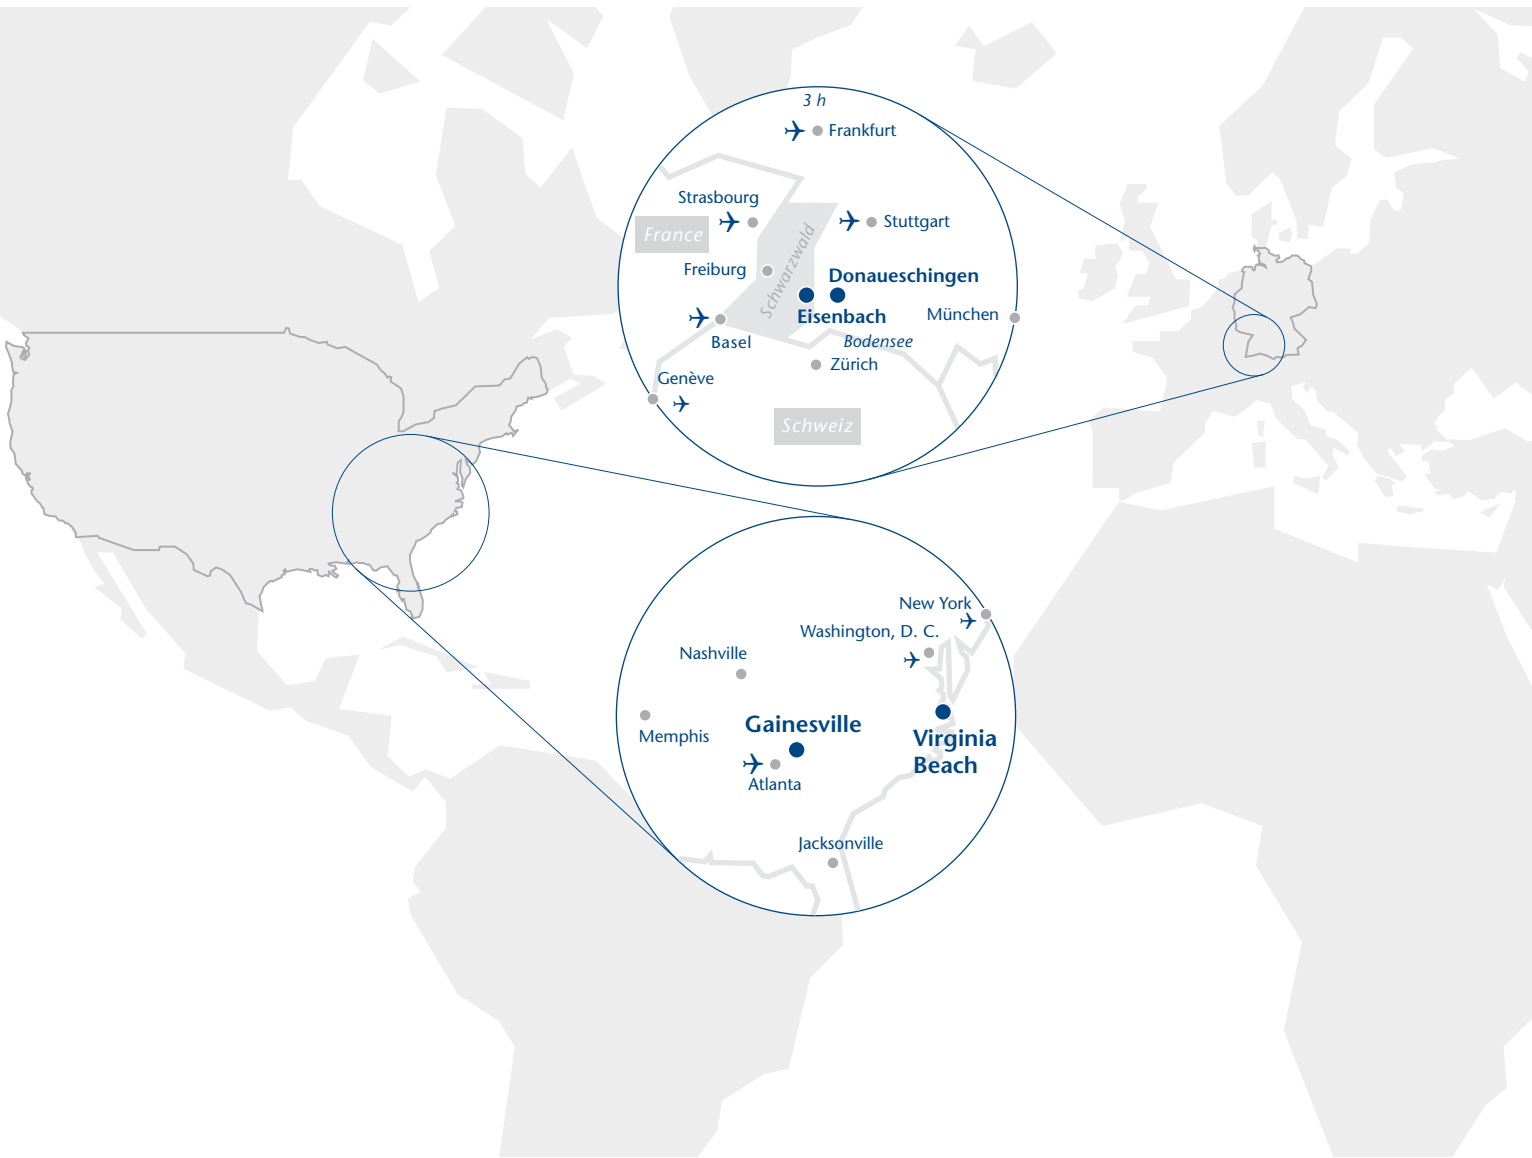 3 h
Frankfurt
Strasbourg
Stuttgart
France
Schwarzwald
Freiburg
Donaueschingen
Eisenbach
München
Basel
Bodensee
Zürich
Genève
Schweiz
New York
Washington, D. C.
Nashville
Gainesville
Memphis
Virginia
Beach
Atlanta
Jacksonville